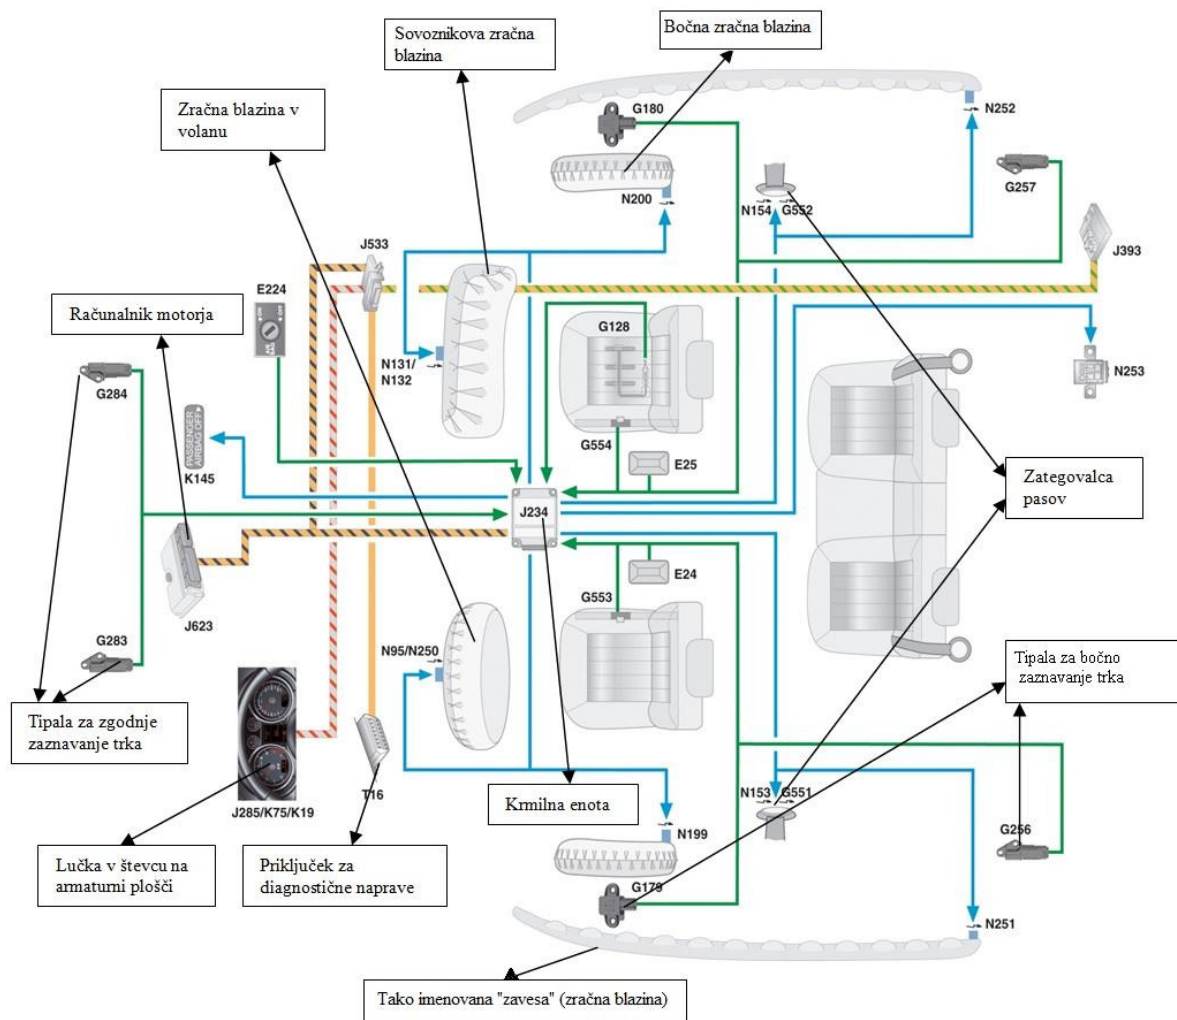 Sovoznikova zračna
blazina
Bočna zračna blazina
Zračna blazina v
volanu
G180
N252
G257
N200
N154
G552
J533
J393
E224
ON
OFF
Računalnik motorja
G128
N131/
N132
N253
G284
PASSENGER
AIRBAG OFF
G554
E25
K145
Zategovalca
pasov
J234
E24
G553
J623
G283
N95/N250
Tipala za bočno
zaznavanje trka
Tipala za zgodnje
zaznavanje trka
T16
Krmilna enota
N153
G551
J285/K75/K19
N199
G256
Lučka v števcu na
armaturni plošči
Priključek za
diagnostične naprave
G179
N251
Tako imenovana "zavesa" (zračna blazina)